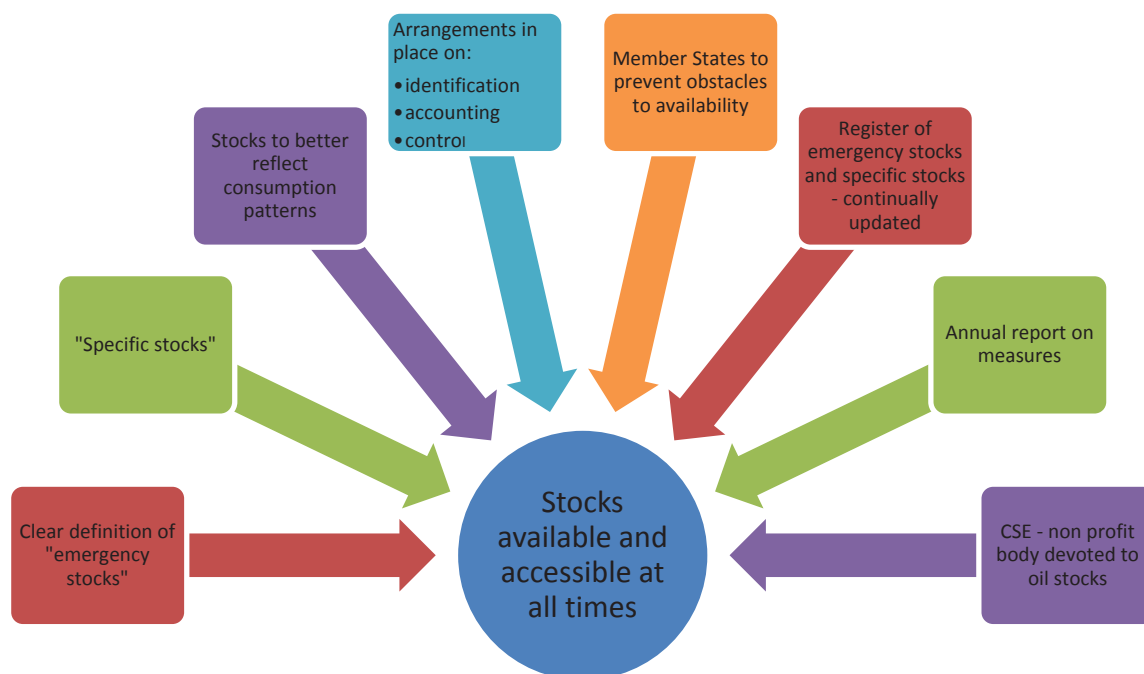 Clear definition of
"emergency
stocks"
"Specific stocks"
Stocks to better
reflect
consumption
patterns
Arrangements in
place on:
•identification
•accounting
•control
Member States to
prevent obstacles
to availability
Register of
emergency stocks
and specific stocks
- continually
updated
Annual report on
measures
CSE - non profit
body devoted to
oil stocks
Stocks
available and
accessible at
all times